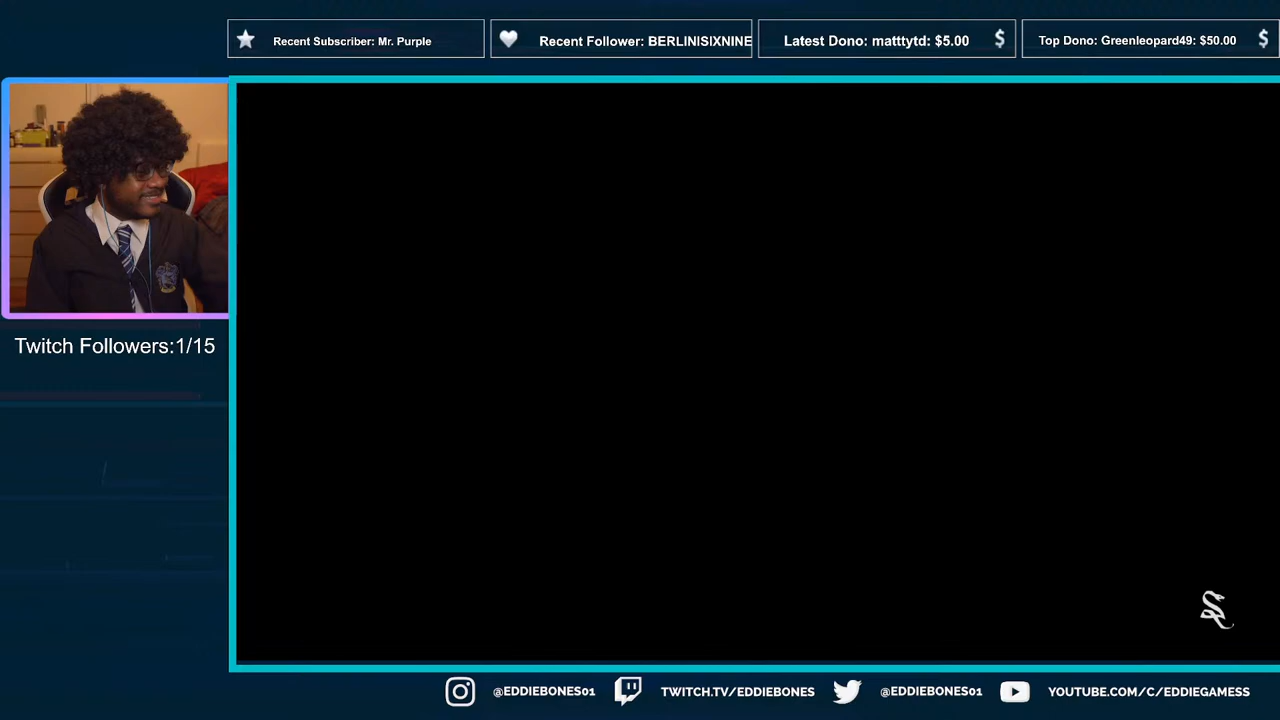 Recent Subscriber: Mr. Purple
Recent Follower: BERLINISIXNINE
Latest Dono: matttytd: $5.00
Top Dono: Greenleopard49: $50.00
Twitch Followers:1/15
@EDDIEBONES01
TWITCH.TV/EDDIEBONES
@EDDIEBONES01
YOUTUBE.COM/C/EDDIEGAMESS